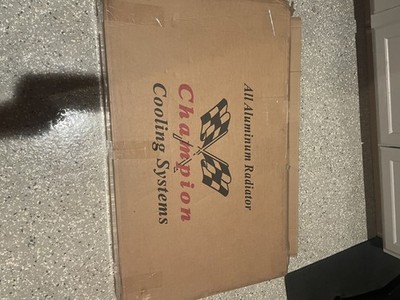 All Aluminum Radiator
Champion
Cooling Systems